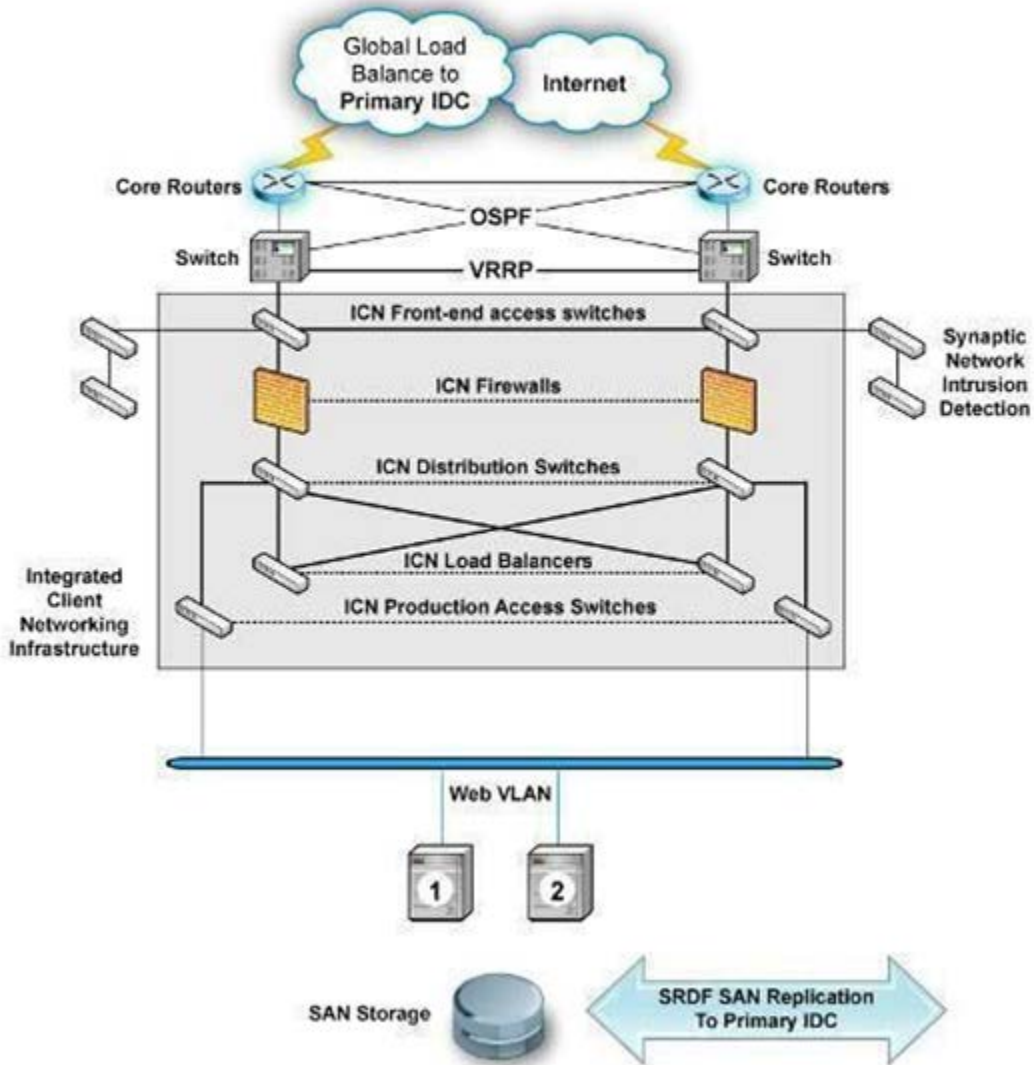 Global Load
Balance to
Primary IDC
Internet
Core Routers
Core Routers
OSPF
Switch
VRRP
Switch
ICN Front-end access switches
Synaptic
Network
Intrusion
Detection
ICN Firewalls
ICN Distribution Switches
ICN Load Balancers
Integrated
Client
Networking
Infrastructure
ICN Production Access Switches
Web VLAN
1
2
SAN Storage
SRDF SAN Replication
To Primary IDC